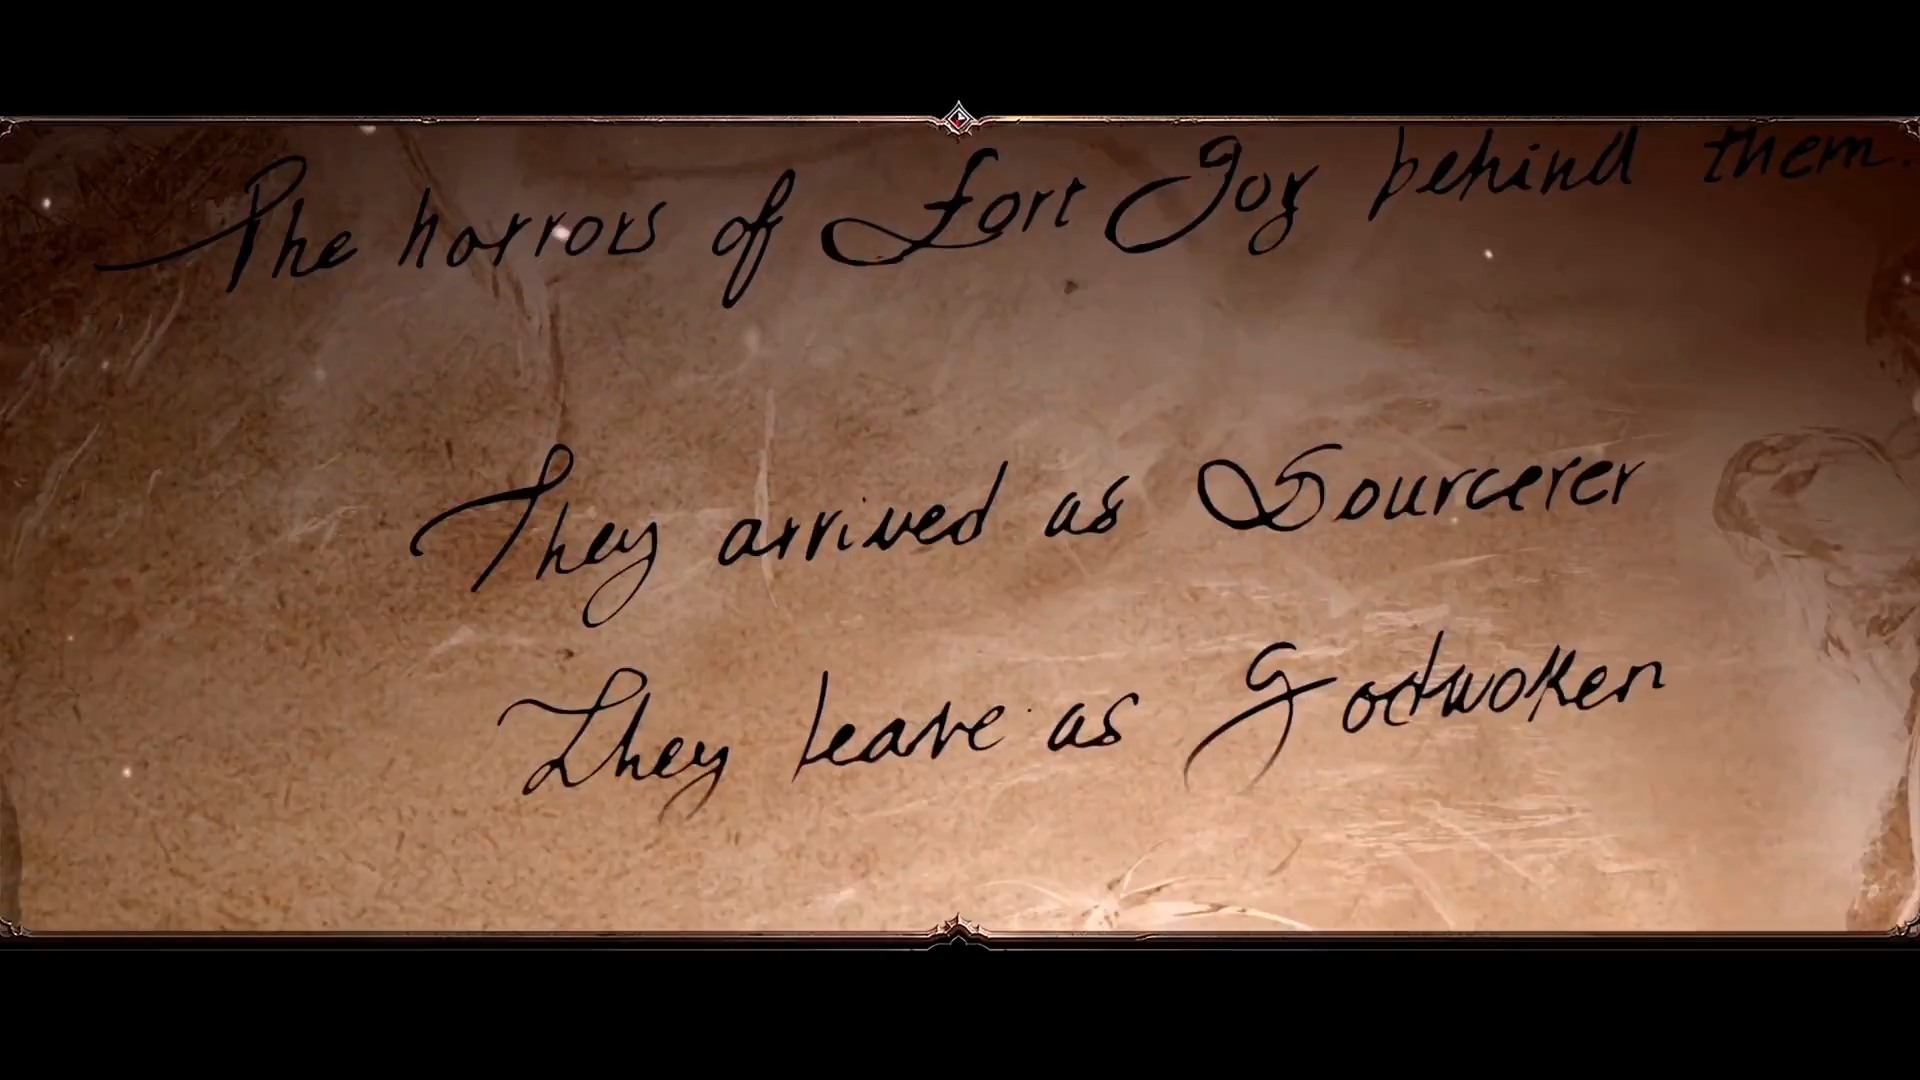 The horrors of Fort Joy behind them.
They arrived as Sourcerer
They leave as Godwoken